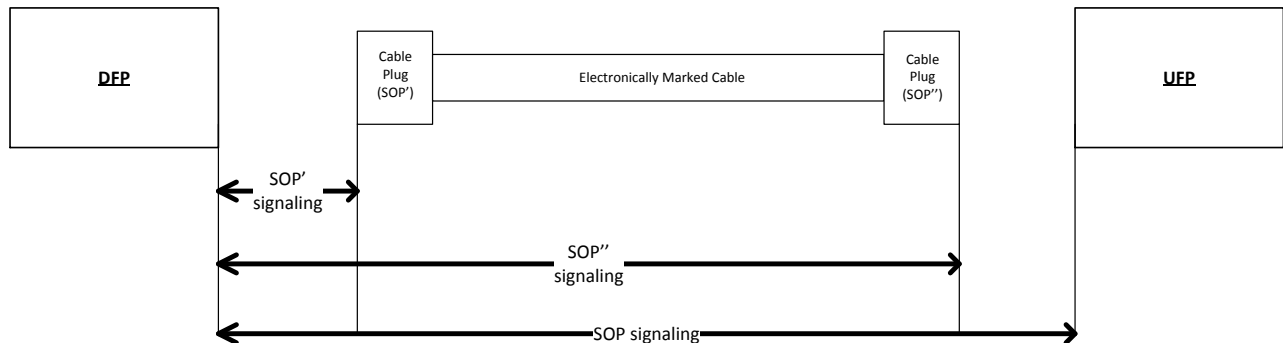 DFP
Cable
Plug
(SOP')
Electronically Marked Cable
Cable
Plug
(SOP'')
UFP
SOP'
signaling
SOP''
signaling
SOP signaling